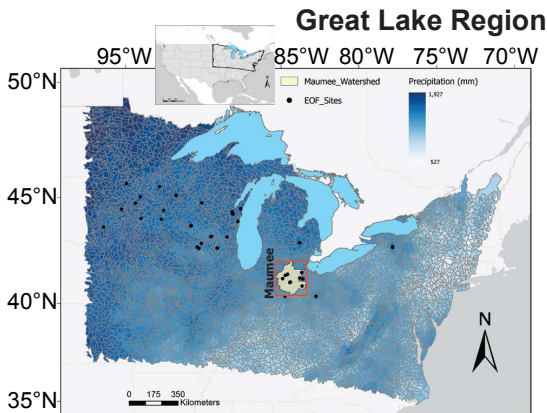 Great Lake Region
95°W 90°W 85°W 80°W 75°W 70°W
50°N
Maumee_Watershed
Precipitation (mm)
EOF_Sites
1,927
527
45°N
Maumee
40°N
N
35°N
0 175 350
Kilometers